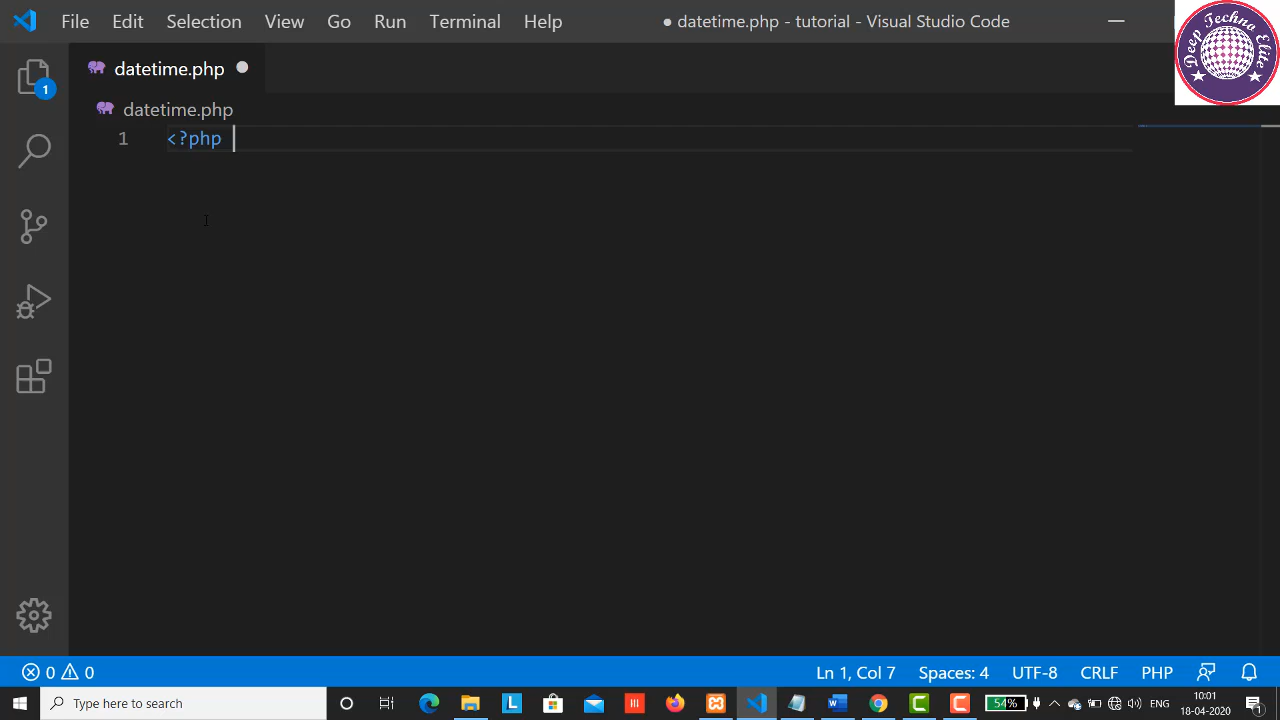 File Edit Selection View Go Run Terminal Help ● datetime.php - tutorial - Visual Studio Code
Deep Techno Elite
datetime.php
1
datetime.php
1 <?php
0 0 Ln 1, Col 7 Spaces: 4 UTF-8 CRLF PHP
Type here to search L W 54% ENG 10:01 18-04-2020 1